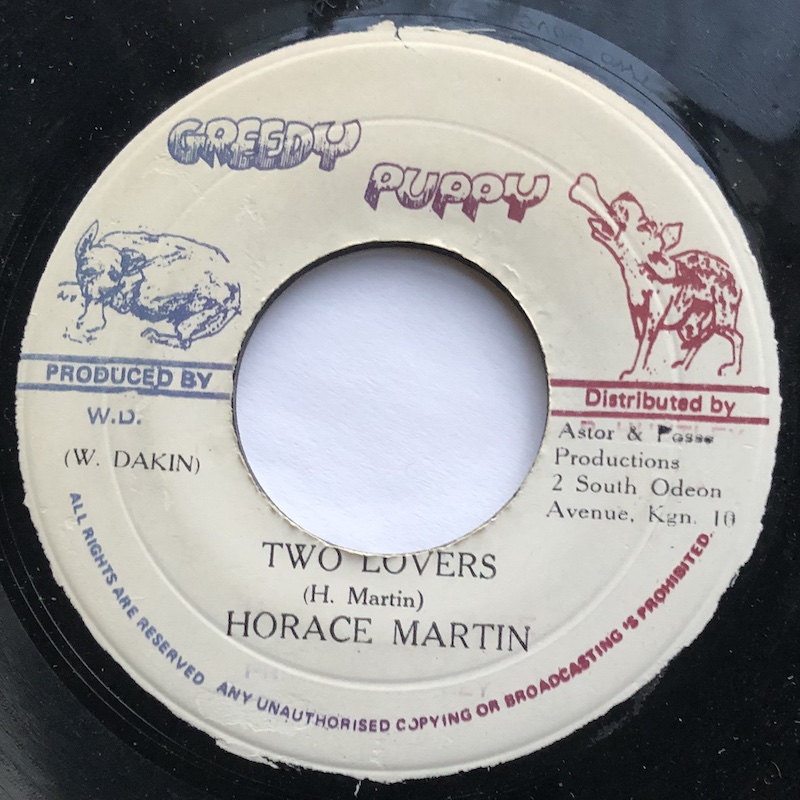 GREEDY
PUPPY
PRODUCED BY
W.D.
(W. DAKIN)
Distributed by
Astor & Posse
Productions
2 South Odeon
Avenue, Kgn. 10
TWO LOVERS
(H. Martin)
HORACE MARTIN
ALL RIGHTS ARE RESERVED ANY UNAUTHORISED COPYING OR BROADCASTING 'S PROHIBITED.